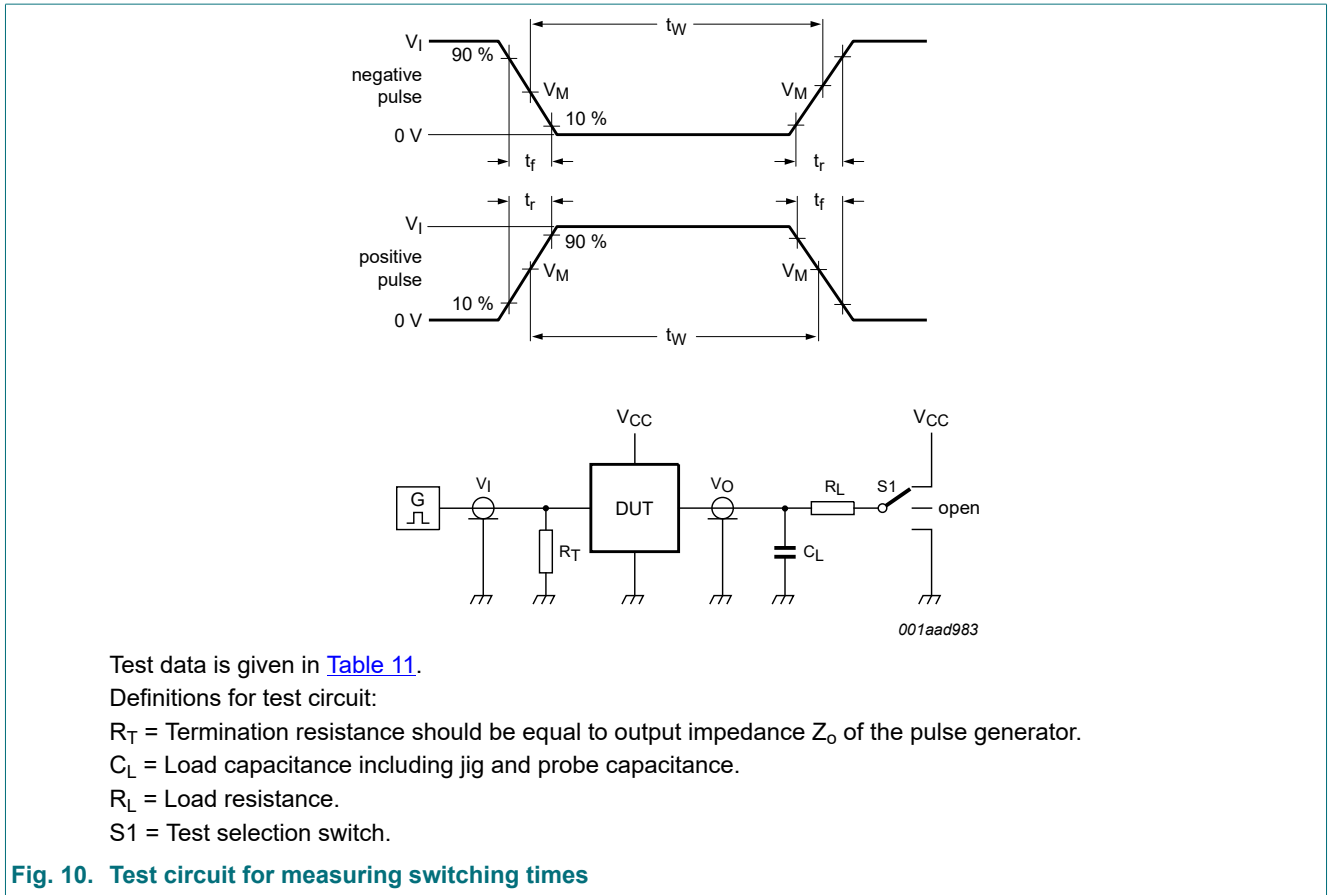 tW
VI
90 %
negative
pulse
VM
VM
10 %
0 V
tf
tr
tr
tf
VI
90 %
positive
pulse
VM
VM
10 %
0 V
tW
VCC
VCC
G
VI
DUT
VO
RL
S1
open
RT
CL
001aad983
Test data is given in Table 11.
Definitions for test circuit:
RT = Termination resistance should be equal to output impedance Zo of the pulse generator.
CL = Load capacitance including jig and probe capacitance.
RL = Load resistance.
S1 = Test selection switch.
Fig. 10. Test circuit for measuring switching times